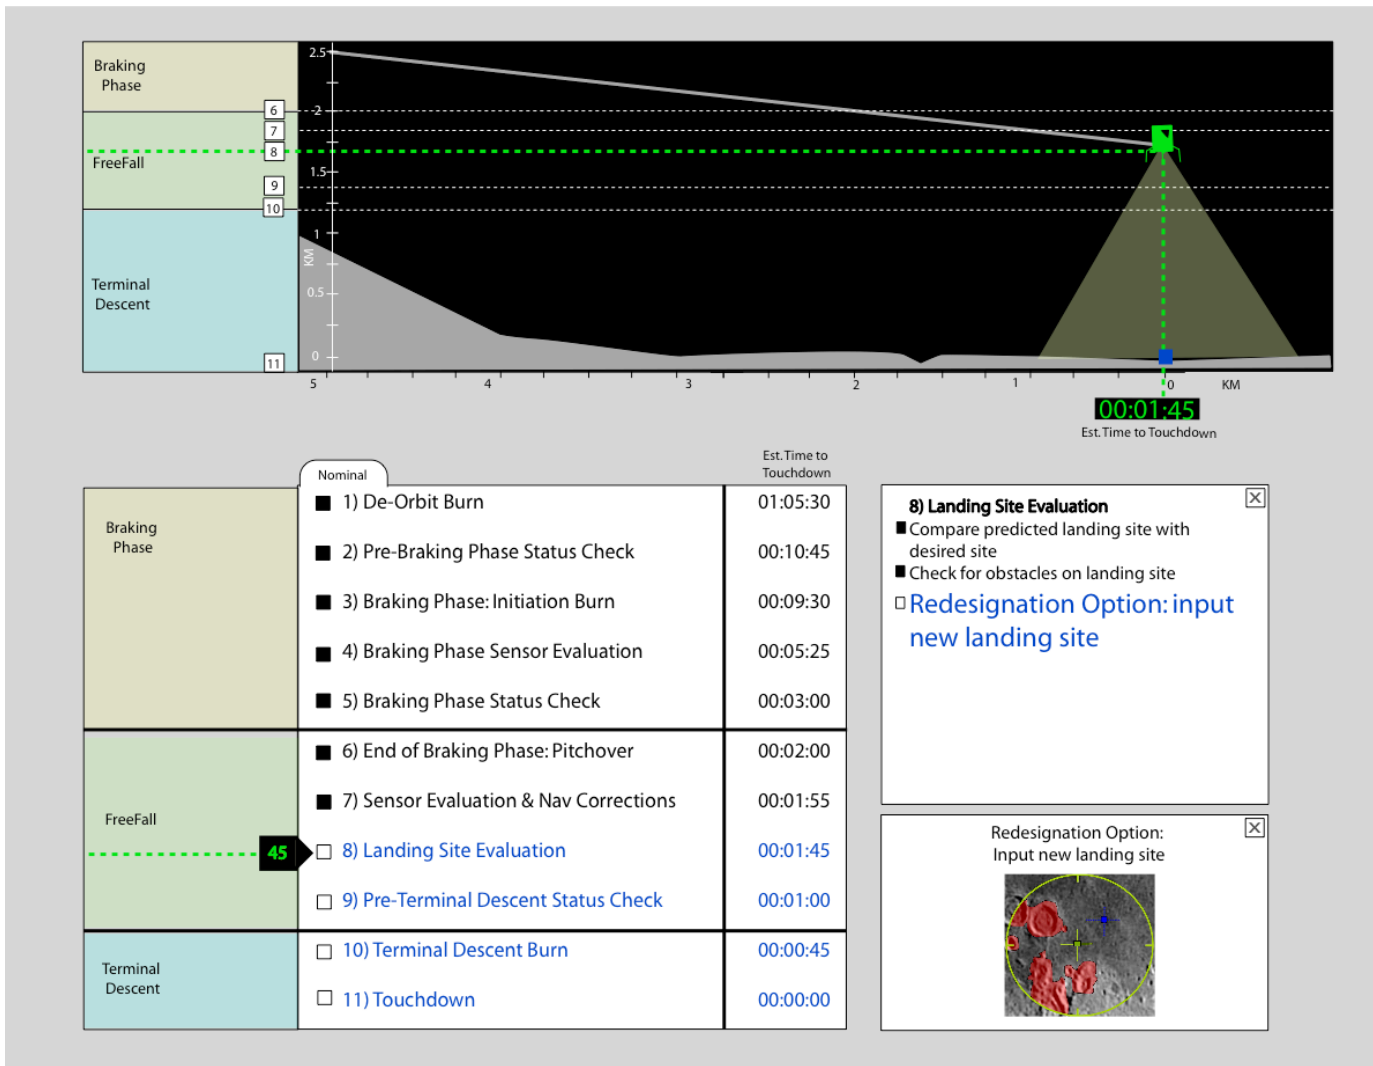 Braking
Phase
FreeFall
Terminal
Descent
6
7
8
9
10
11
2.5
2
1.5
1
KM
0.5
0
5
4
3
2
1
0
KM
00:01:45
Est. Time to Touchdown
Nominal
Est. Time to
Touchdown
Braking
Phase
1) De-Orbit Burn 01:05:30
2) Pre-Braking Phase Status Check 00:10:45
3) Braking Phase: Initiation Burn 00:09:30
4) Braking Phase Sensor Evaluation 00:05:25
5) Braking Phase Status Check 00:03:00
FreeFall
6) End of Braking Phase: Pitchover 00:02:00
7) Sensor Evaluation & Nav Corrections 00:01:55
45
8) Landing Site Evaluation 00:01:45
9) Pre-Terminal Descent Status Check 00:01:00
Terminal
Descent
10) Terminal Descent Burn 00:00:45
11) Touchdown 00:00:00
8) Landing Site Evaluation
Compare predicted landing site with
desired site
Check for obstacles on landing site
Redesignation Option: input
new landing site
Redesignation Option:
Input new landing site